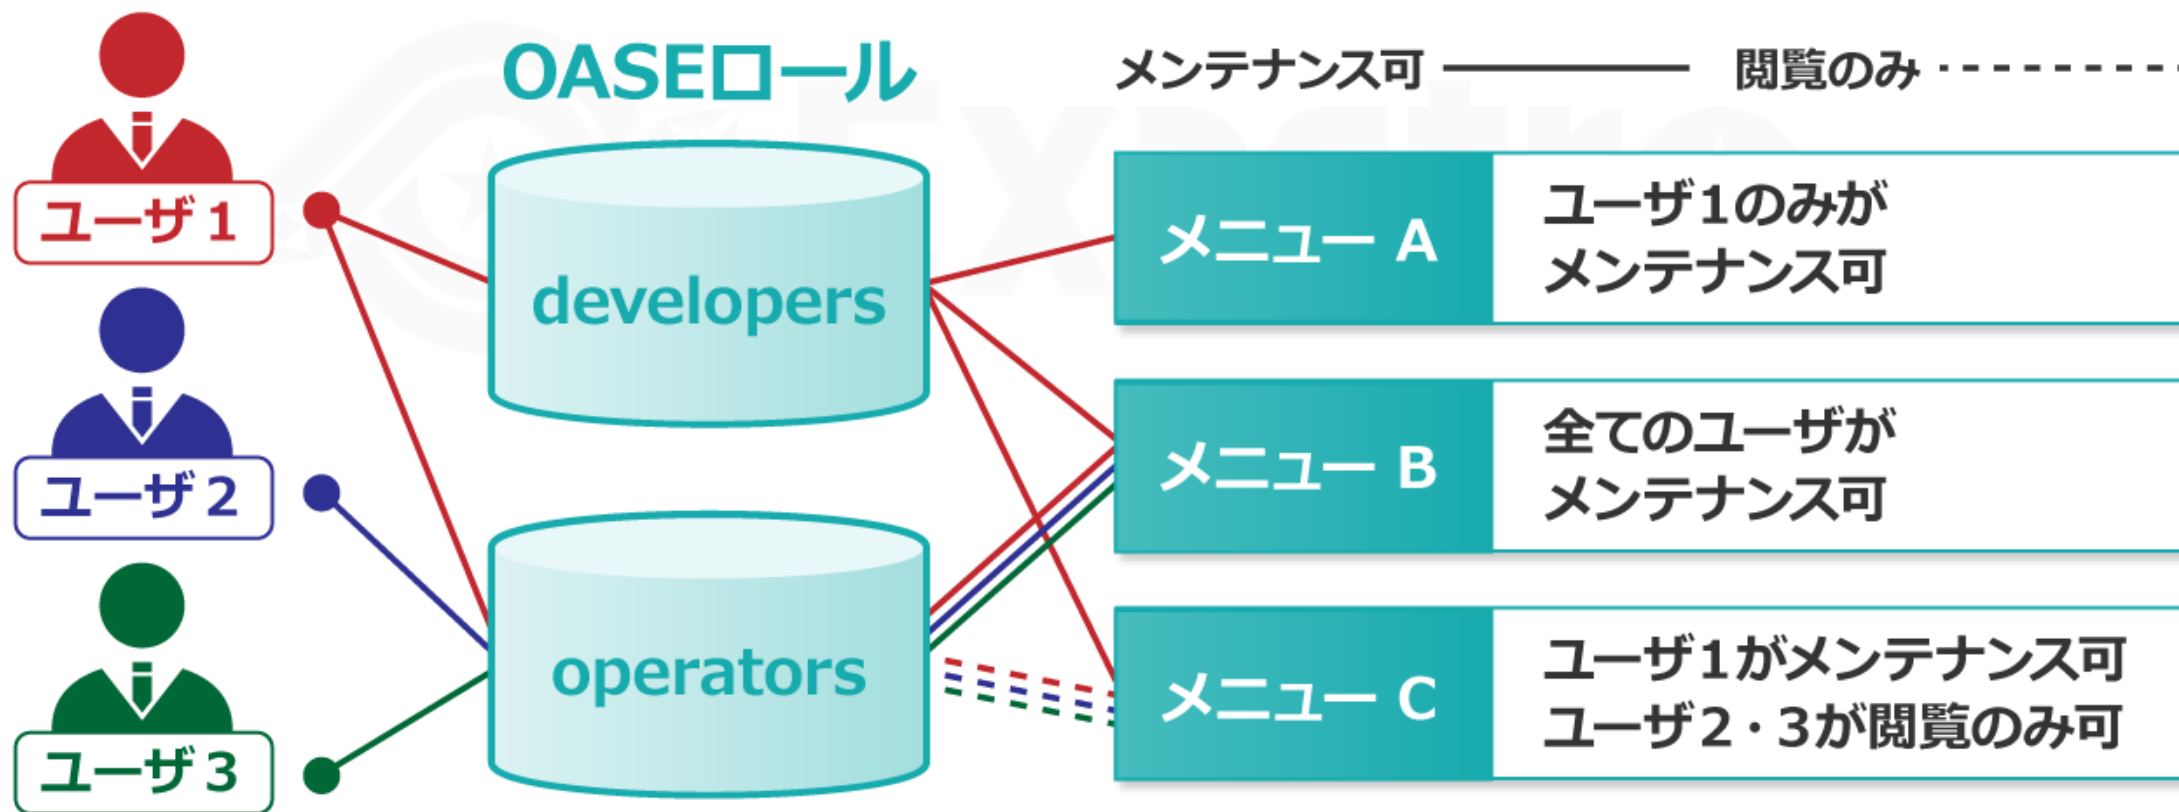 OASEロール
メンテナンス可
閲覧のみ
ユーザ1
ユーザ2
ユーザ3
developers
operators
メニュー A
ユーザ1のみが
メンテナンス可
メニュー B
全てのユーザが
メンテナンス可
メニュー C
ユーザ1がメンテナンス可
ユーザ2・3が閲覧のみ可
Exastro